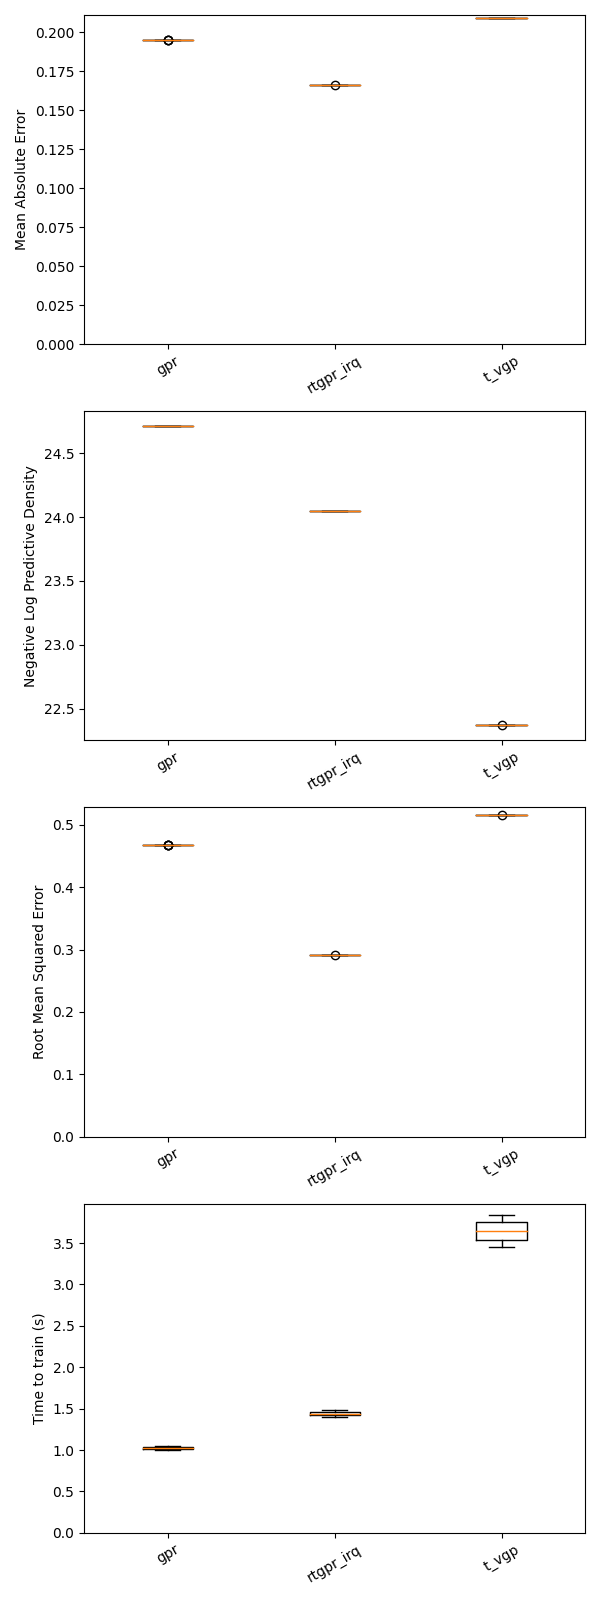 Mean Absolute Error
0.200
0.175
0.150
0.125
0.100
0.075
0.050
0.025
0.000
gpr
rtgpr_irq
t_vgp
Negative Log Predictive Density
24.5
24.0
23.5
23.0
22.5
gpr
rtgpr_irq
t_vgp
Root Mean Squared Error
0.5
0.4
0.3
0.2
0.1
0.0
gpr
rtgpr_irq
t_vgp
Time to train (s)
3.5
3.0
2.5
2.0
1.5
1.0
0.5
0.0
gpr
rtgpr_irq
t_vgp